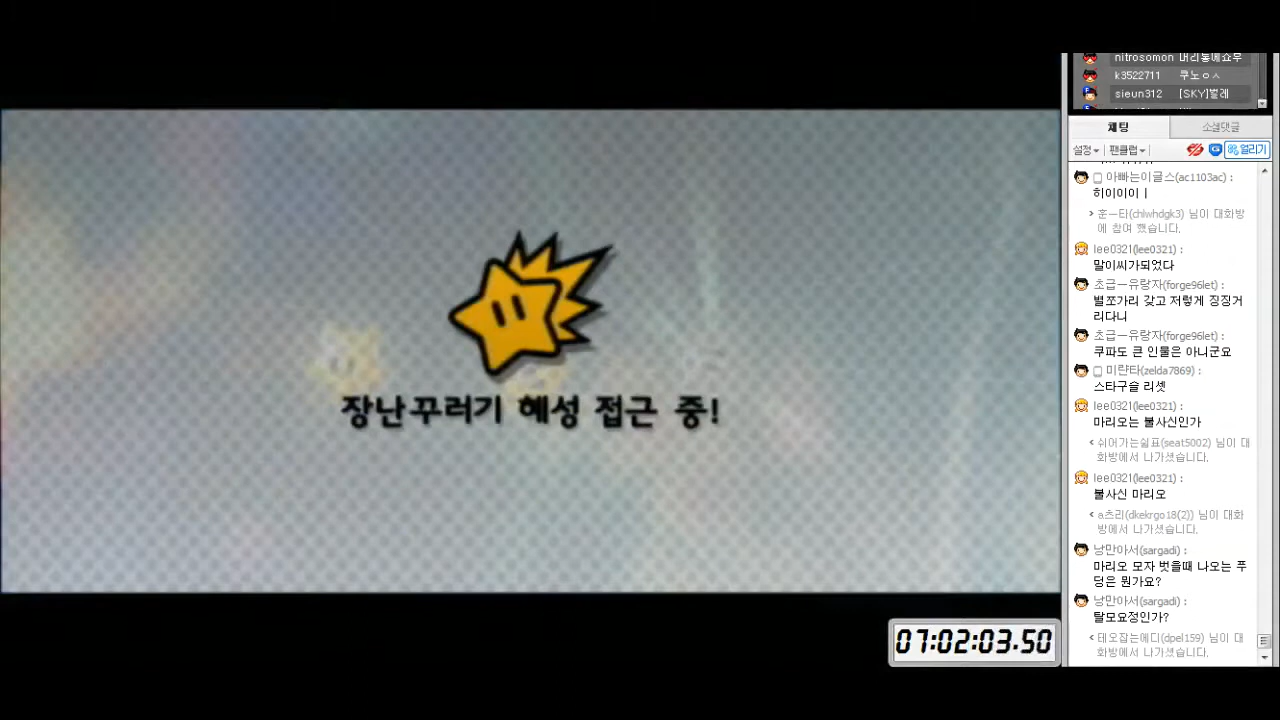 장난꾸러기 혜성 접근 중!
07:02:03.50
nitrosomon 머리통에쇼부
k3522711 쿠노ㅇㅅ
sieun312 [SKY]벌레
채팅 소셜댓글
설정 팬클럽 얼리기
아빠는이글스(ac1103ac) :
히이이이ㅣ
> 훈ㅡ타(chlwhdgk3) 님이 대화방
에 참여 했습니다.
lee0321(lee0321) :
말이씨가되었다
초급ㅡ유랑자(forge96let) :
별쪼가리 갖고 저렇게 징징거
리다니
초급ㅡ유랑자(forge96let) :
쿠파도 큰 인물은 아니군요
미랸타(zelda7869) :
스타구슬 리셋
lee0321(lee0321) :
마리오는 불사신인가
< 쉬어가는쉼표(seat5002) 님이 대
화방에서 나가셨습니다.
lee0321(lee0321) :
불사신 마리오
< a츠리(dkekrgo18(2)) 님이 대화
방에서 나가셨습니다.
낭만아서(sargadi) :
마리오 모자 벗을때 나오는 푸
덩은 뭔가요?
낭만아서(sargadi) :
탈모요정인가?
< 테오잡는에디(dpel159) 님이 대
화방에서 나가셨습니다.